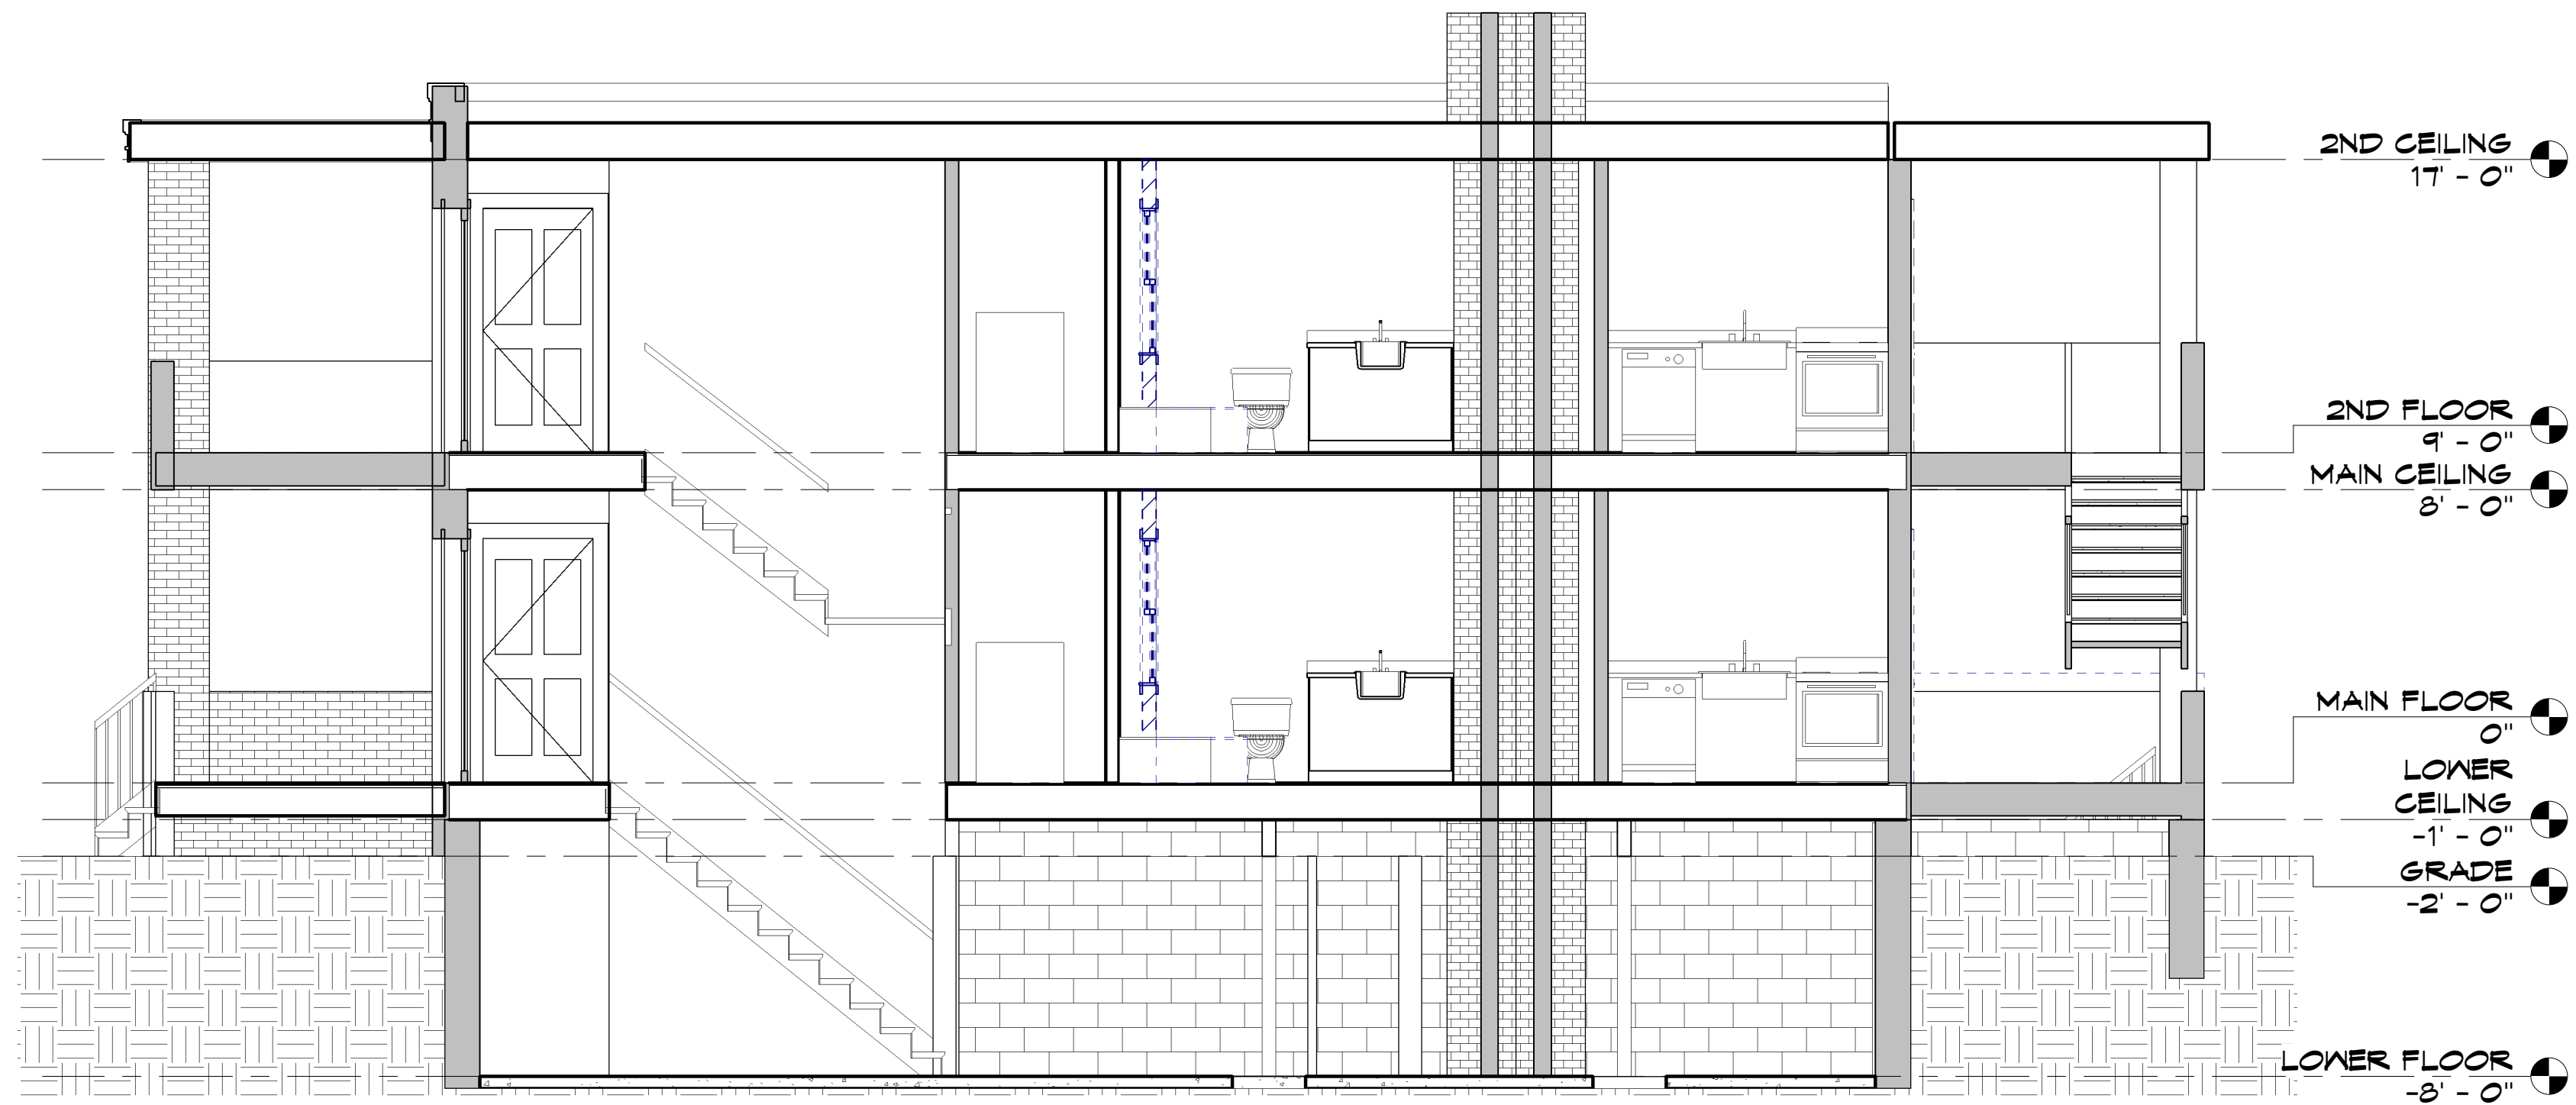 2ND CEILING
17' - 0"
2ND FLOOR
9' - 0"
MAIN CEILING
8' - 0"
MAIN FLOOR
0"
LOWER
CEILING
-1' - 0"
GRADE
-2' - 0"
LOWER FLOOR
-8' - 0"